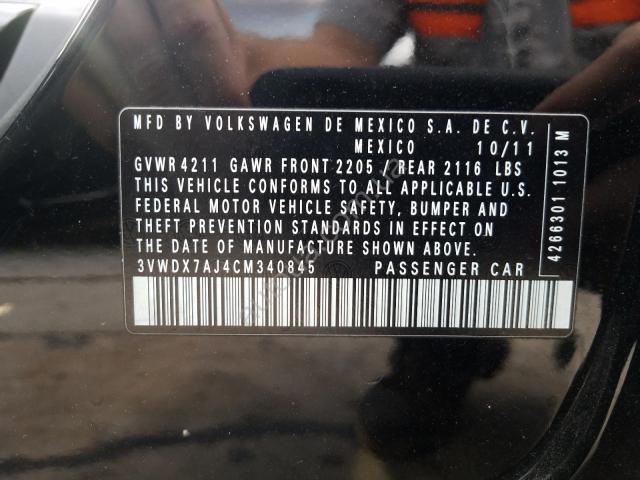 MFD BY VOLKSWAGEN DE MEXICO S.A. DE C.V.
MEXICO 10/11
GVWR 4211 GAWR FRONT 2205 REAR 2116 LBS
THIS VEHICLE CONFORMS TO ALL APPLICABLE U.S.
FEDERAL MOTOR VEHICLE SAFETY, BUMPER AND
THEFT PREVENTION STANDARDS IN EFFECT ON
THE DATE OF MANUFACTURE SHOWN ABOVE.
3VWDX7AJ4CM340845 PASSENGER CAR
4266301 1013 M